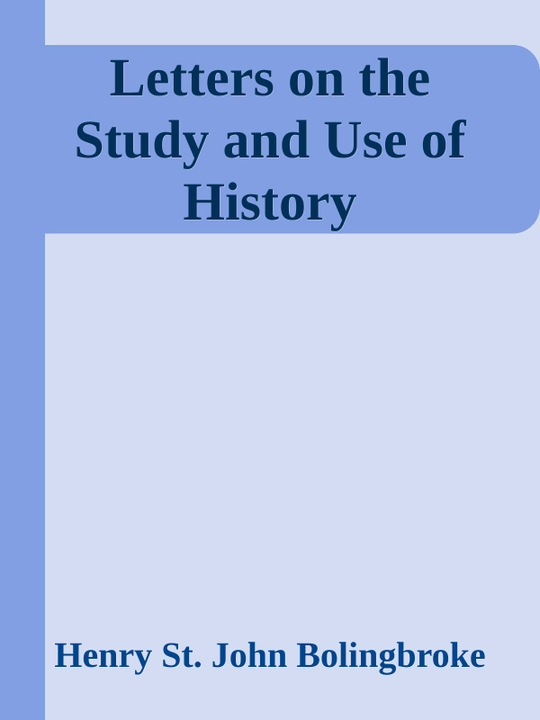 Letters on the
Study and Use of
History
Henry St. John Bolingbroke